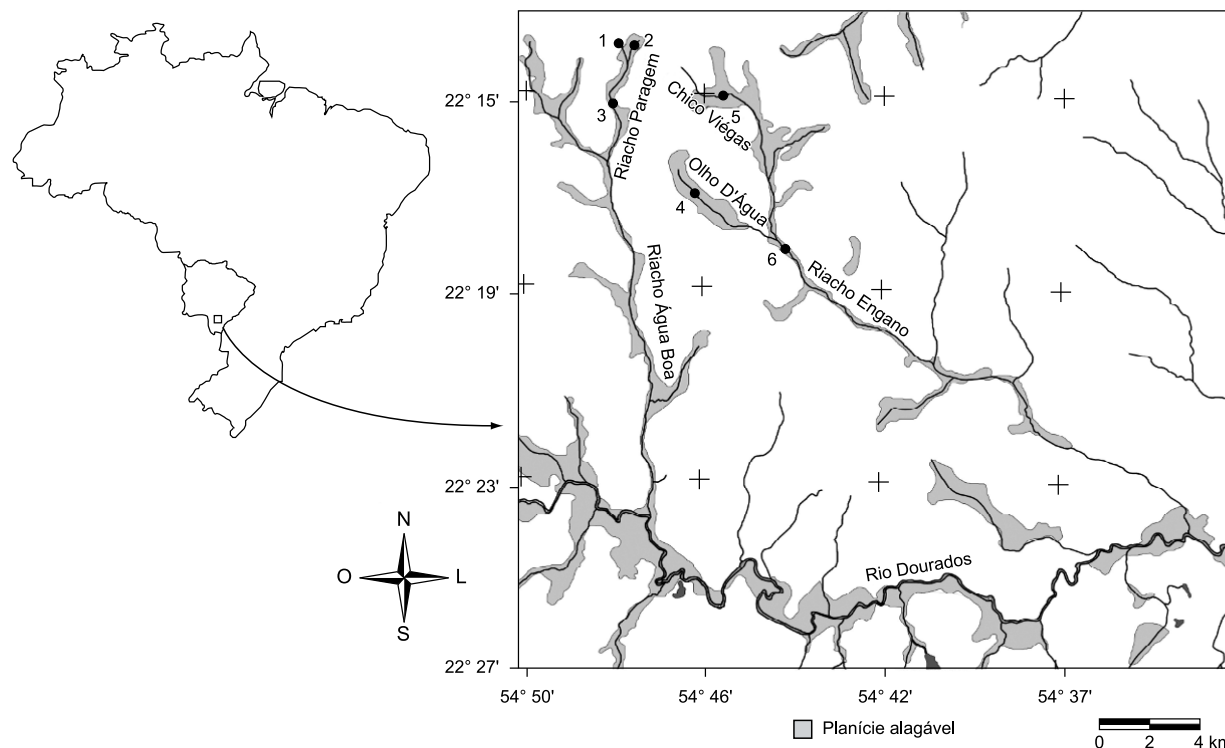 1
2
3
Riacho Paragem
Chico Viégas
5
Olho D'Água
4
6
Riacho Engano
Riacho Água Boa
Rio Dourados
22° 15'
22° 19'
22° 23'
22° 27'
54° 50'
54° 46'
54° 42'
54° 37'
N
O
L
S
Planície alagável
0 2 4 km